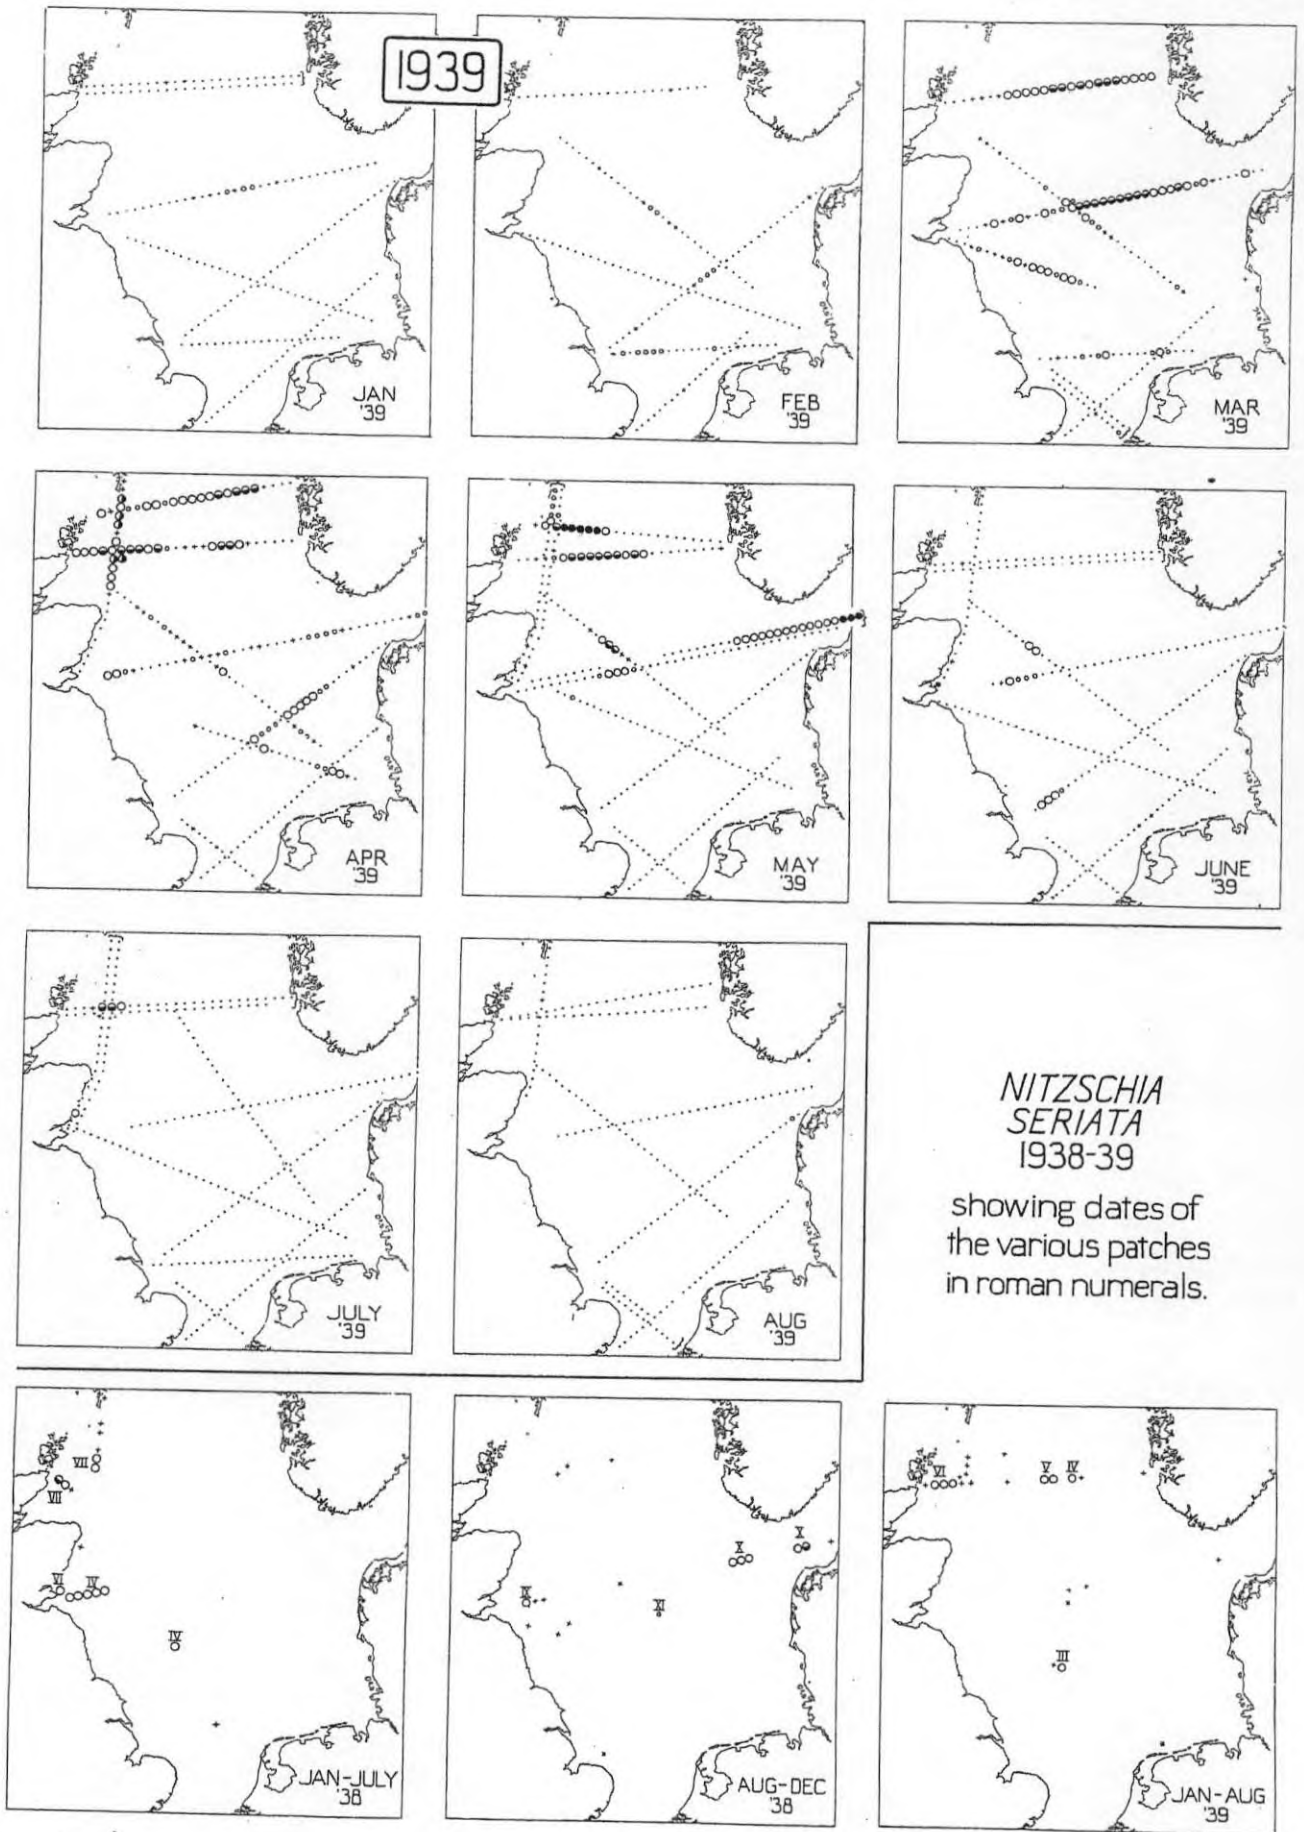 1939
JAN
'39
FEB
'39
MAR
'39
APR
'39
MAY
'39
JUNE
'39
JULY
'39
AUG
'39
NITZSCHIA
SERIATA
1938-39
showing dates of
the various patches
in roman numerals.
VII
VII
VI IV
IV
JAN-JULY
'38
X
X
IX
XI
AUG-DEC
'38
VI V IV
III
JAN-AUG
'39